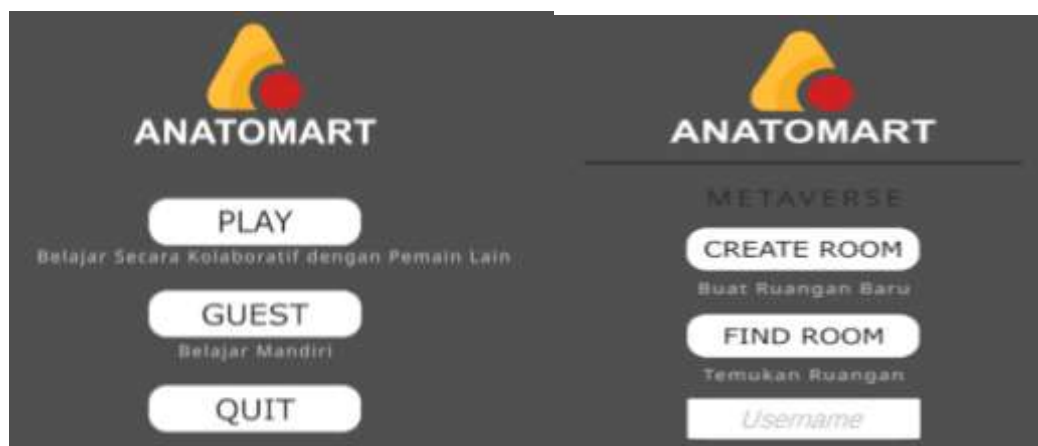 ANATOMART
PLAY
Belajar Secara Kolaboratif dengan Pemain Lain
GUEST
Belajar Mandiri
QUIT
ANATOMART
METAVERSE
CREATE ROOM
Buat Ruangan Baru
FIND ROOM
Temukan Ruangan
Username